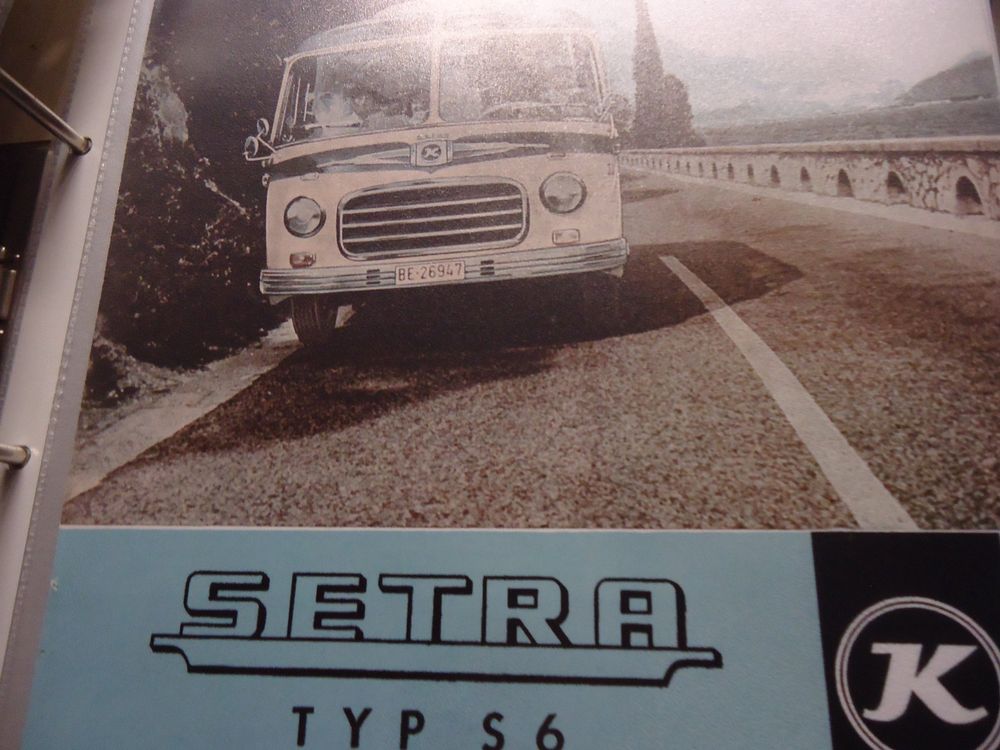 K
BE-26947
SETRA
TYP S6
K